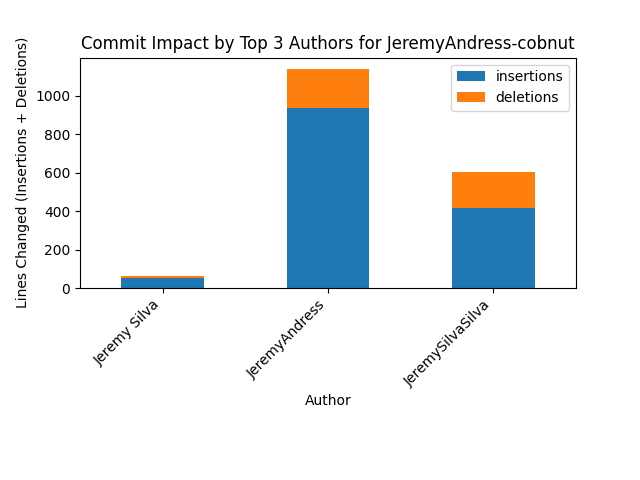 Commit Impact by Top 3 Authors for JeremyAndress-cobnut
Lines Changed (Insertions + Deletions)
1000
800
600
400
200
0
insertions
deletions
Jeremy Silva
JeremyAndress
JeremySilvaSilva
Author